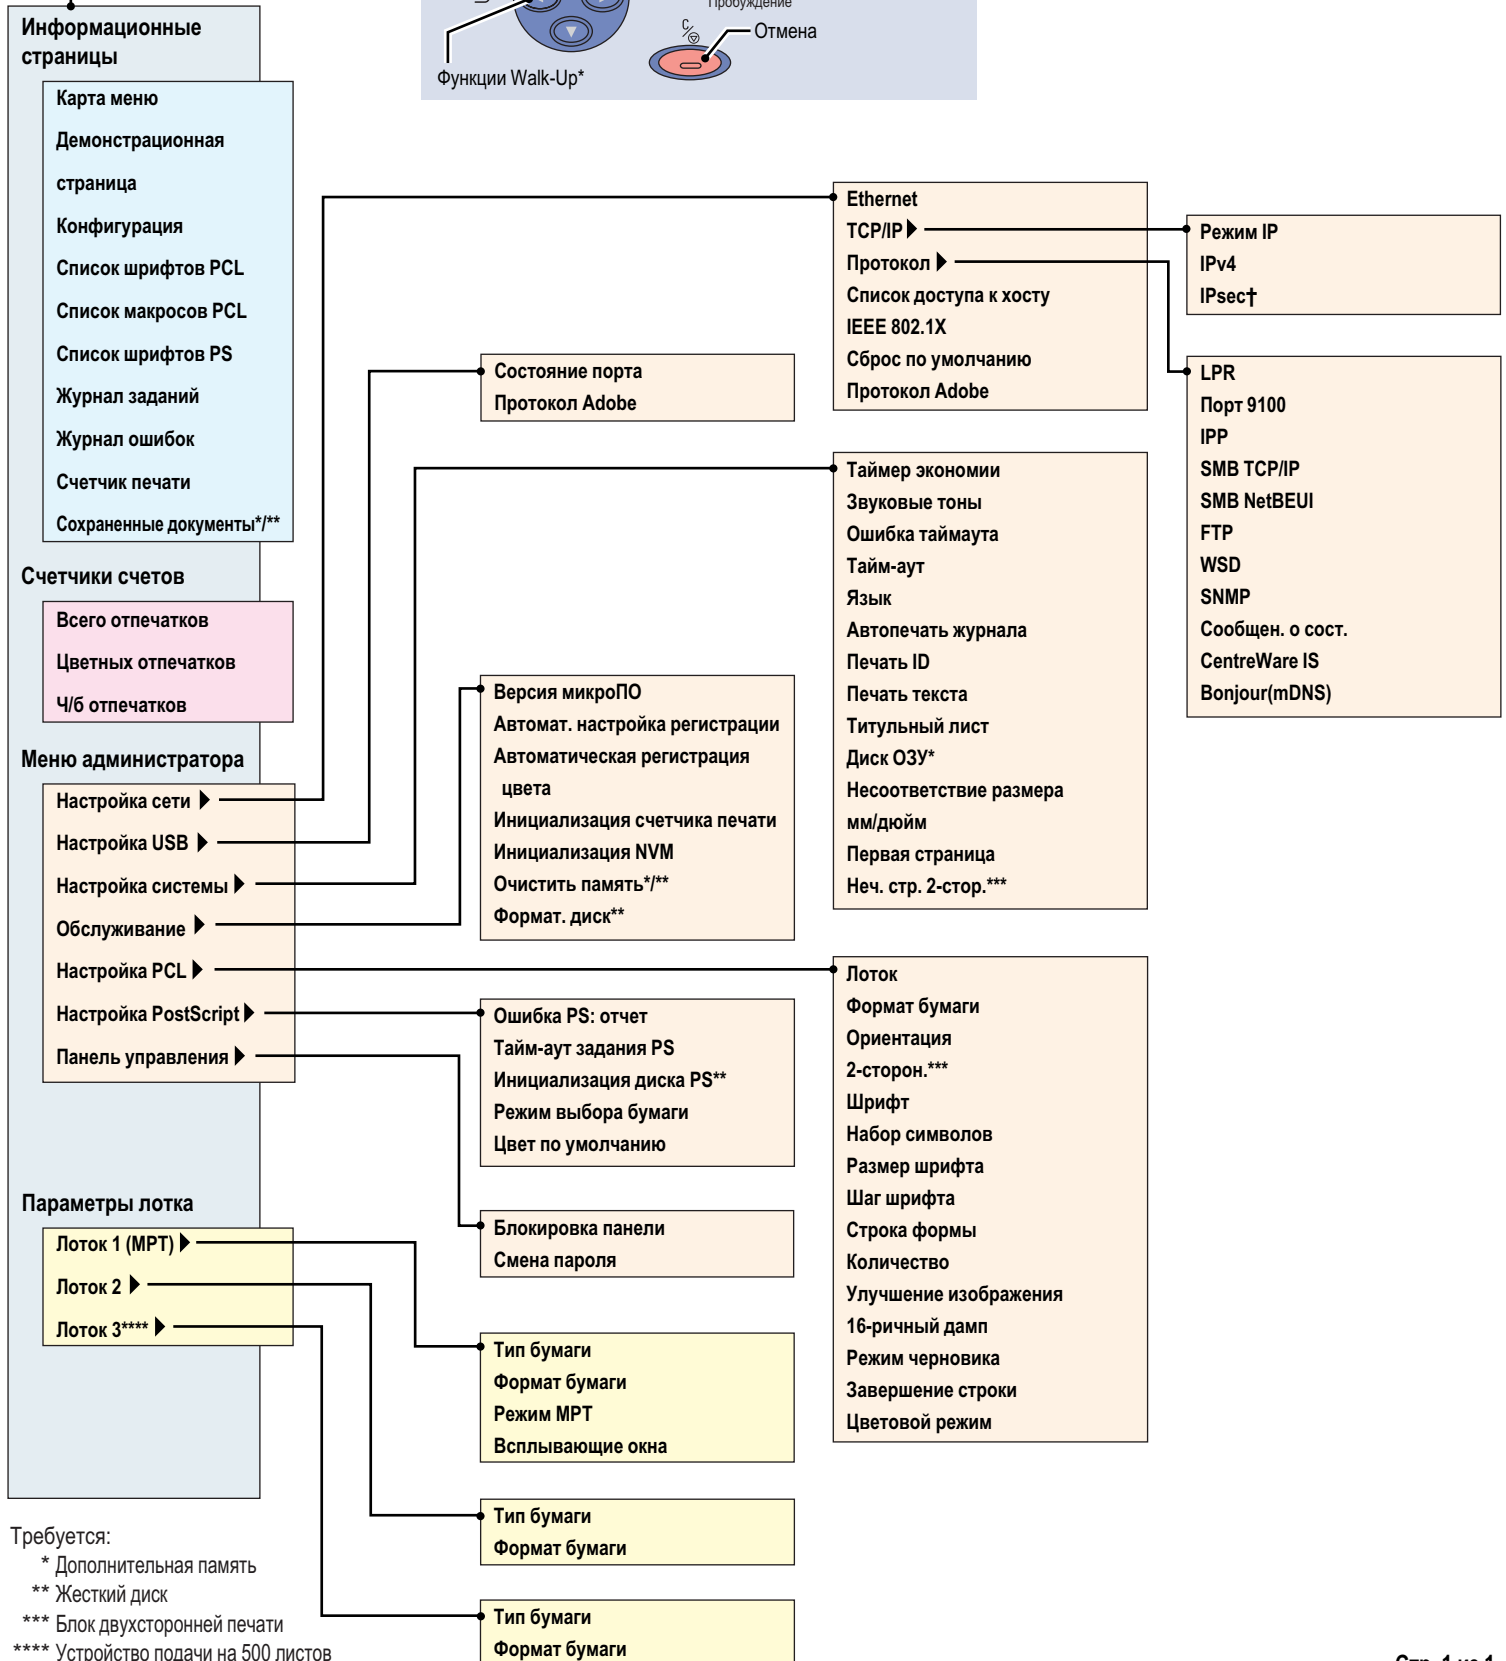 Пробуждение
Отмена
Функции Walk-Up*
Информационные
страницы
Карта меню
Демонстрационная
страница
Конфигурация
Список шрифтов PCL
Список макросов PCL
Список шрифтов PS
Журнал заданий
Журнал ошибок
Счетчик печати
Сохраненные документы*/**
Счетчики счетов
Всего отпечатков
Цветных отпечатков
Ч/б отпечатков
Меню администратора
Настройка сети
Настройка USB
Настройка системы
Обслуживание
Настройка PCL
Настройка PostScript
Панель управления
Параметры лотка
Лоток 1 (MPT)
Лоток 2
Лоток 3****
Состояние порта
Протокол Adobe
Версия микроПО
Автомат. настройка регистрации
Автоматическая регистрация
цвета
Инициализация счетчика печати
Инициализация NVM
Очистить память*/**
Формат. диск**
Ошибка PS: отчет
Тайм-аут задания PS
Инициализация диска PS**
Режим выбора бумаги
Цвет по умолчанию
Блокировка панели
Смена пароля
Тип бумаги
Формат бумаги
Режим MPT
Всплывающие окна
Тип бумаги
Формат бумаги
Тип бумаги
Формат бумаги
Ethernet
TCP/IP
Протокол
Список доступа к хосту
IEEE 802.1X
Сброс по умолчанию
Протокол Adobe
Таймер экономии
Звуковые тоны
Ошибка таймаута
Тайм-аут
Язык
Автопечать журнала
Печать ID
Печать текста
Титульный лист
Диск ОЗУ*
Несоответствие размера
мм/дюйм
Первая страница
Неч. стр. 2-стор.***
Лоток
Формат бумаги
Ориентация
2-сторон.***
Шрифт
Набор символов
Размер шрифта
Шаг шрифта
Строка формы
Количество
Улучшение изображения
16-ричный дамп
Режим черновика
Завершение строки
Цветовой режим
Режим IP
IPv4
IPsec†
LPR
Порт 9100
IPP
SMB TCP/IP
SMB NetBEUI
FTP
WSD
SNMP
Сообщен. о сост.
CentreWare IS
Bonjour(mDNS)
Требуется:
* Дополнительная память
** Жесткий диск
*** Блок двухсторонней печати
**** Устройство подачи на 500 листов
Стр. 1 из 1